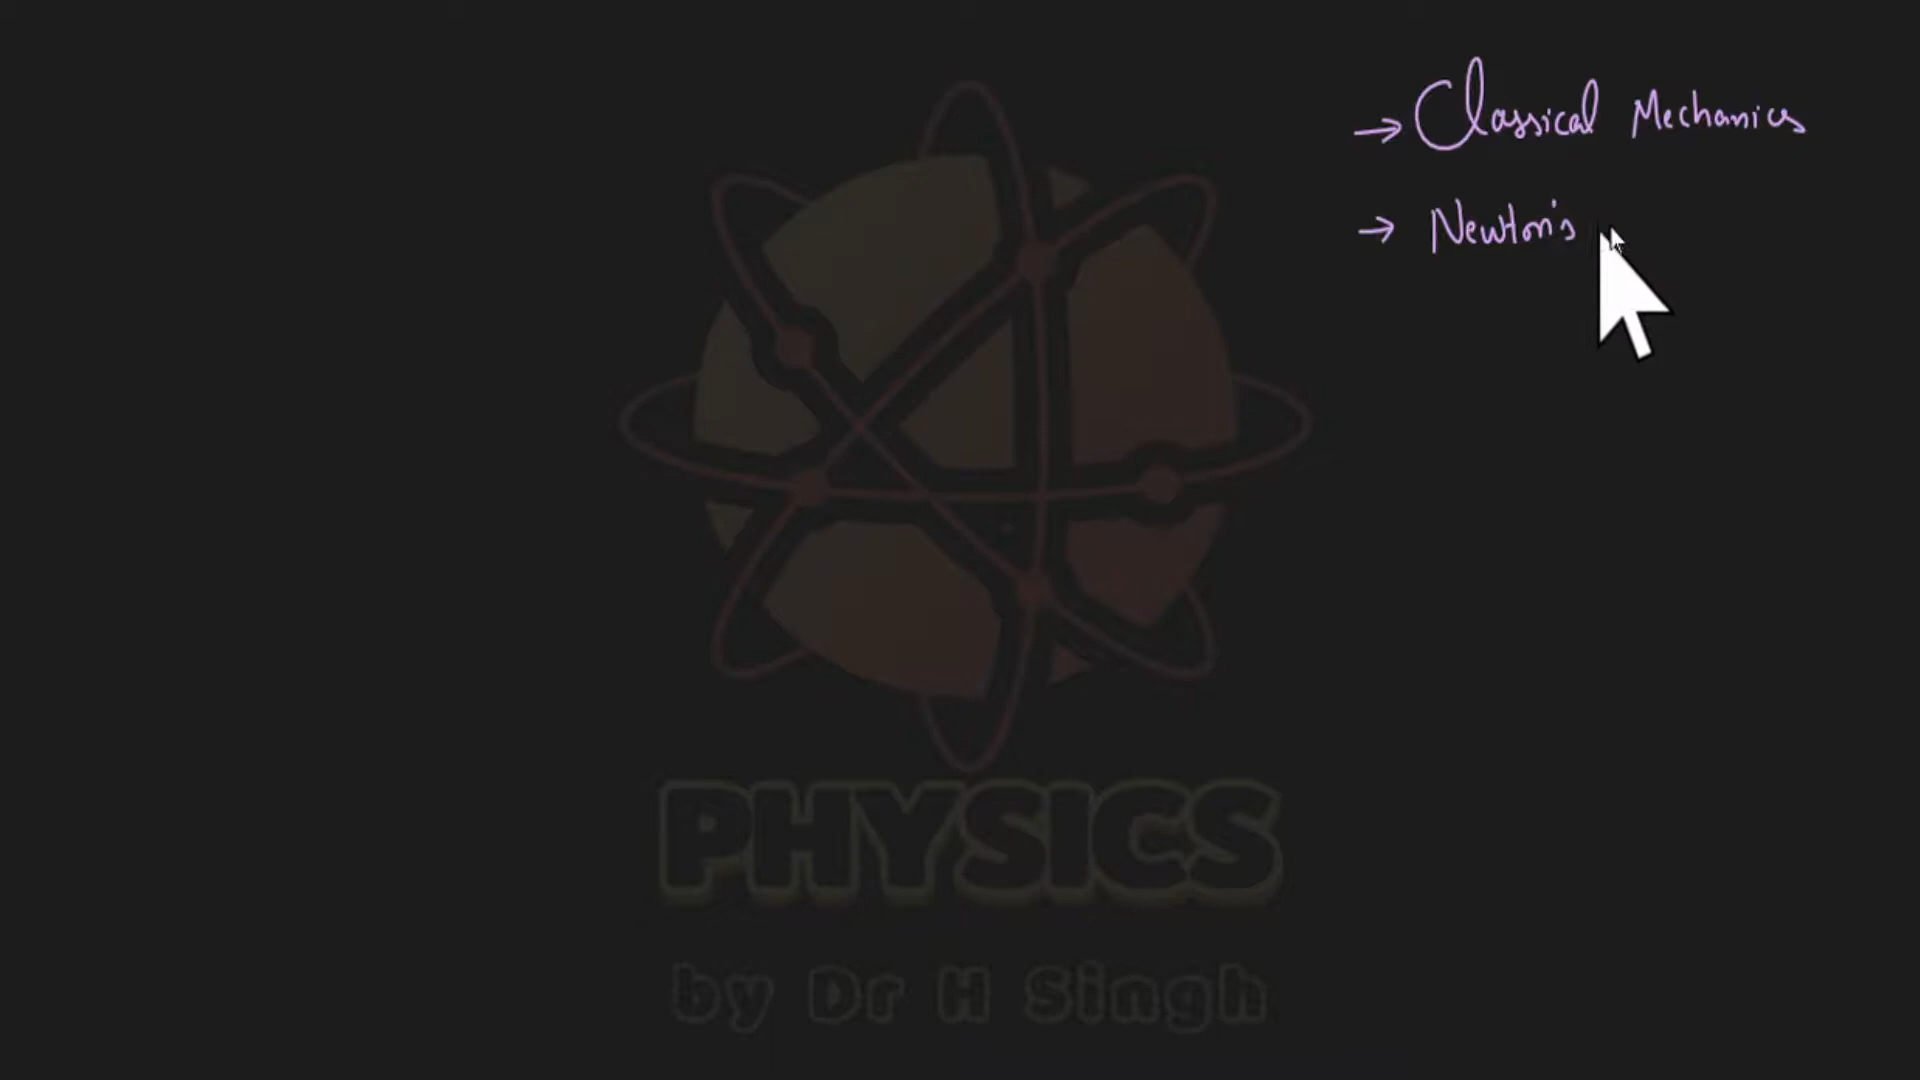 → Classical Mechanics
→ Newton's
PHYSICS
by Dr H Singh